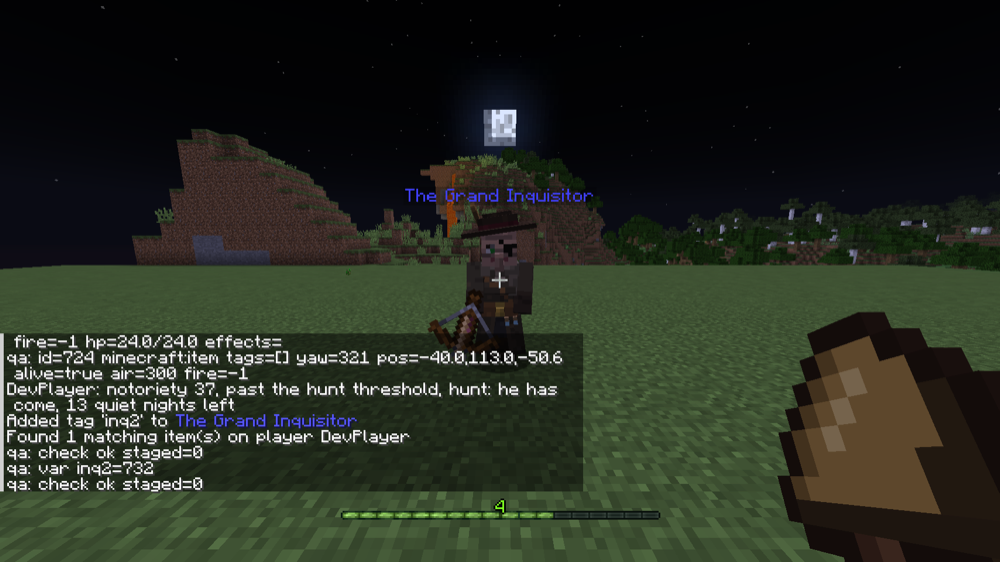 The Grand Inquisitor
fire=-1 hp=24.0/24.0 effects=
qa: id=724 minecraft:item tags=[] yaw=321 pos=-40.0,113.0,-50.6
alive=true air=300 fire=-1
DevPlayer: notoriety 37, past the hunt threshold, hunt: he has
come, 13 quiet nights left
Added tag 'inq2' to The Grand Inquisitor
Found 1 matching item(s) on player DevPlayer
qa: check ok staged=0
qa: var inq2=732
qa: check ok staged=0
4